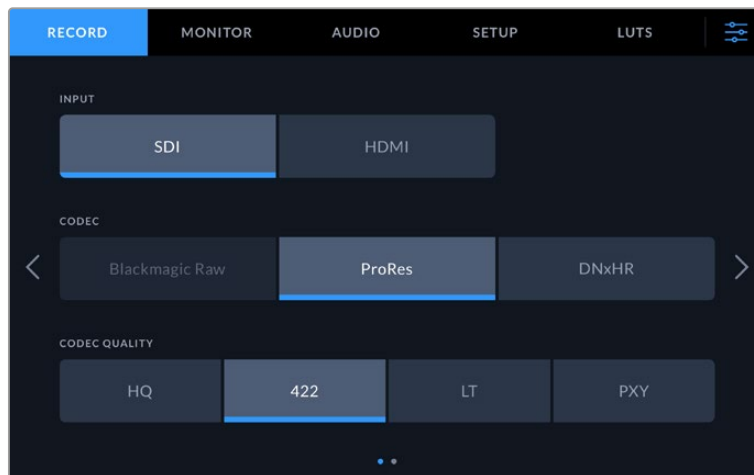 RECORD MONITOR AUDIO SETUP LUTS
INPUT
SDI HDMI
CODEC
Blackmagic Raw ProRes DNxHR
CODEC QUALITY
HQ 422 LT PXY